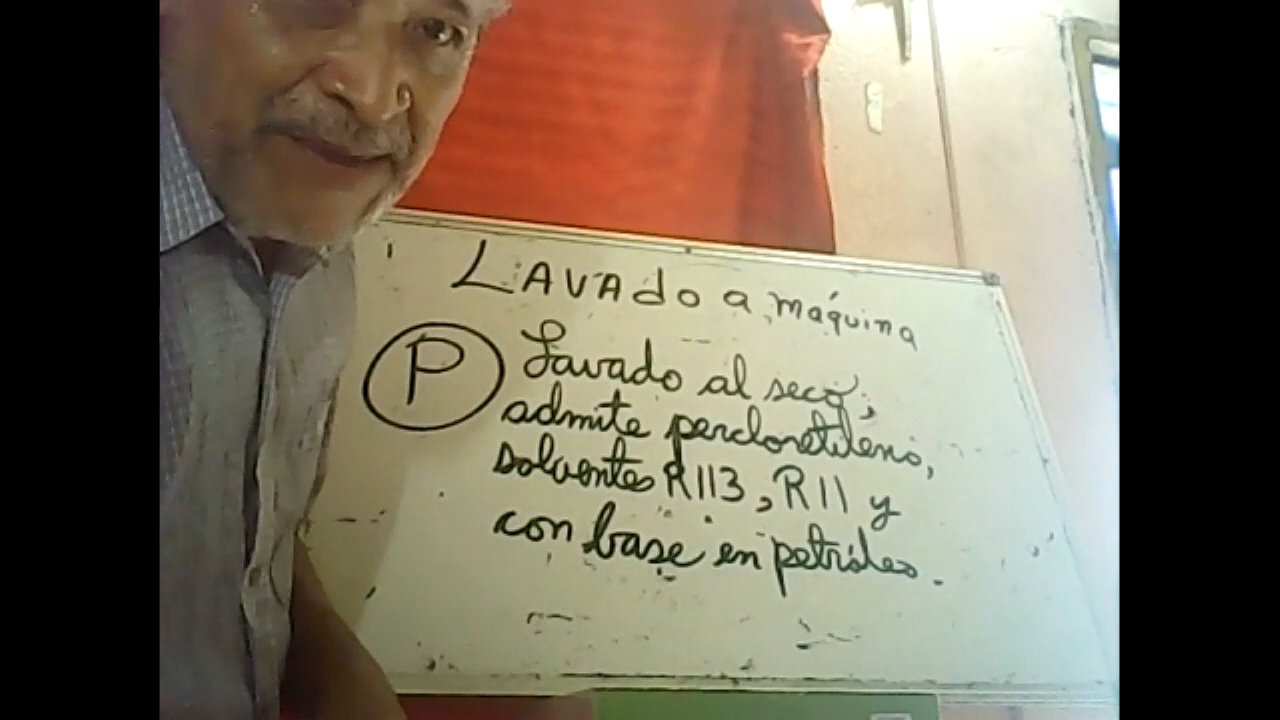 LAVAdo a máquina
P
Lavado al seco,
admite percloretileno,
solventes R113, R11 y
con base en petróleo.